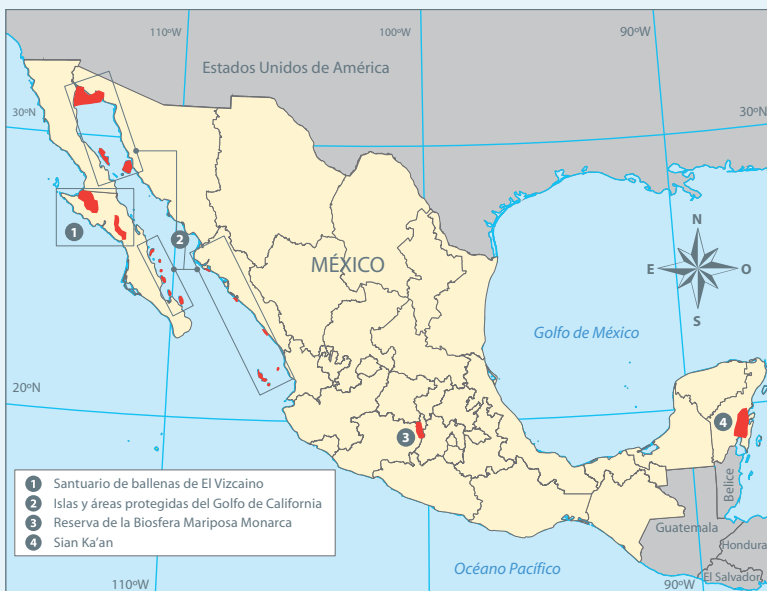 110ºW
100ºW
90ºW
Estados Unidos de América
30ºN
30ºN
1
2
MÉXICO
N
E
O
S
Golfo de México
20ºN
3
4
1 Santuario de ballenas de El Vizcaino
2 Islas y áreas protegidas del Golfo de California
3 Reserva de la Biosfera Mariposa Monarca
4 Sian Ka'an
Belice
Guatemala
Hondura
El Salvador
Océano Pacífico
110ºW
90ºW